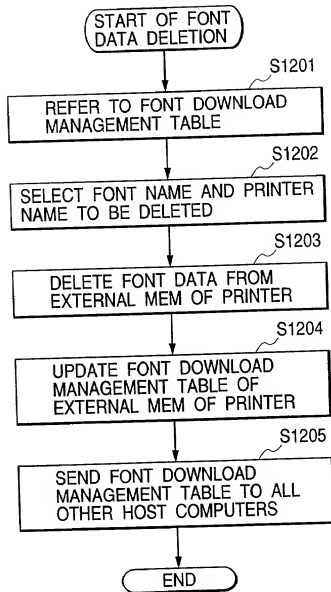 START OF FONT
DATA DELETION
S1201
REFER TO FONT DOWNLOAD
MANAGEMENT TABLE
S1202
SELECT FONT NAME AND PRINTER
NAME TO BE DELETED
S1203
DELETE FONT DATA FROM
EXTERNAL MEM OF PRINTER
S1204
UPDATE FONT DOWNLOAD
MANAGEMENT TABLE OF
EXTERNAL MEM OF PRINTER
S1205
SEND FONT DOWNLOAD
MANAGEMENT TABLE TO ALL
OTHER HOST COMPUTERS
END